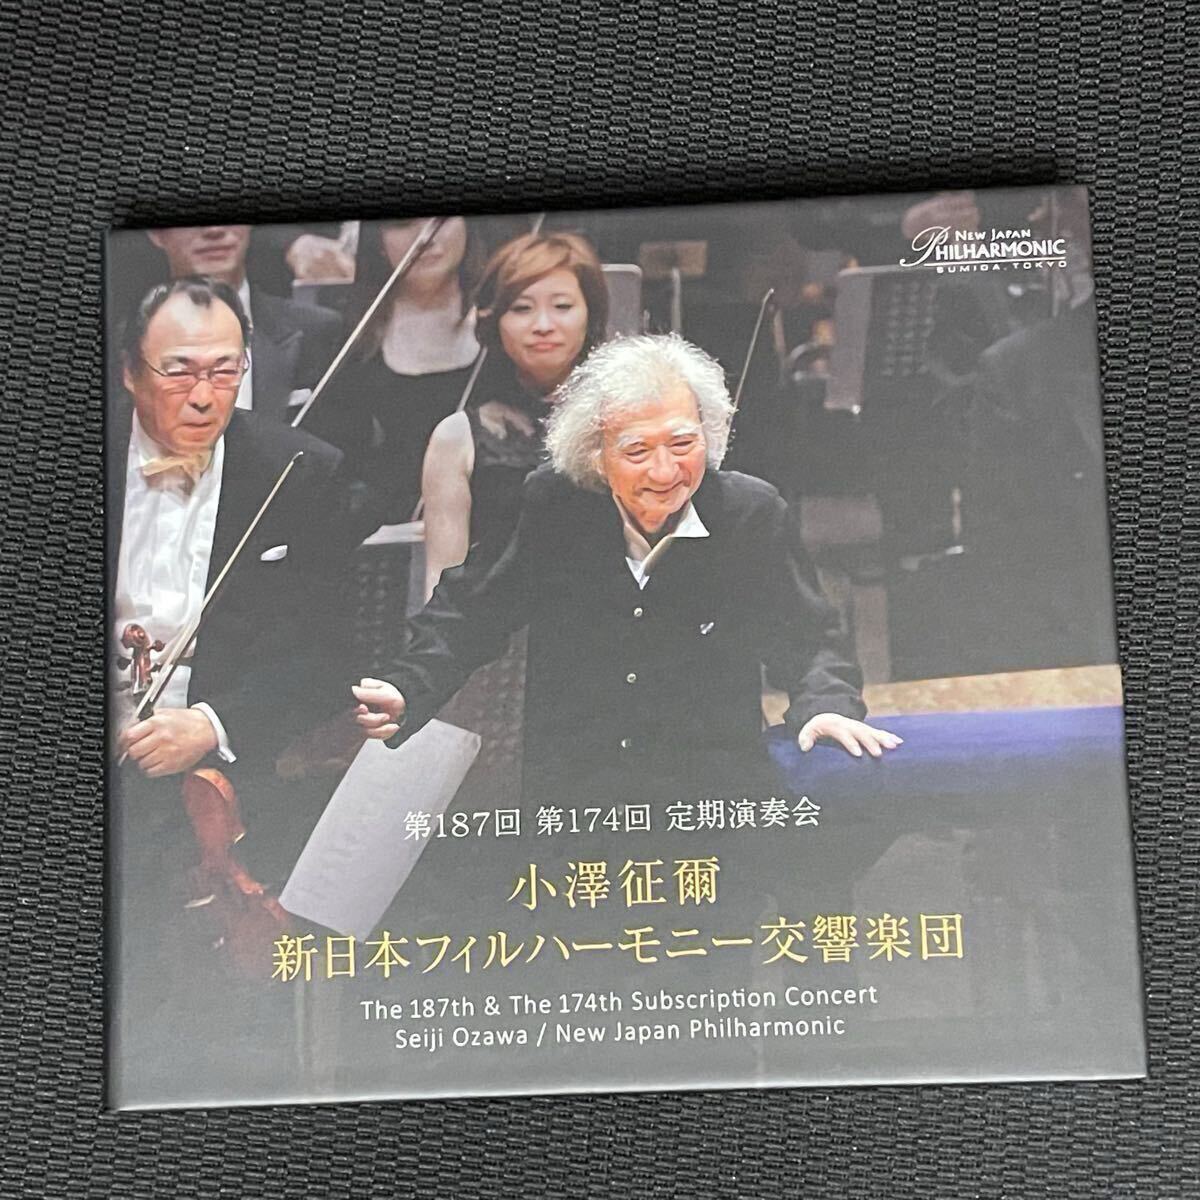 NEW JAPAN
PHILHARMONIC
SUMIDA, TOKYO
第187回 第174回 定期演奏会
小澤征爾
新日本フィルハーモニー交響楽団
The 187th & The 174th Subscription Concert
Seiji Ozawa / New Japan Philharmonic